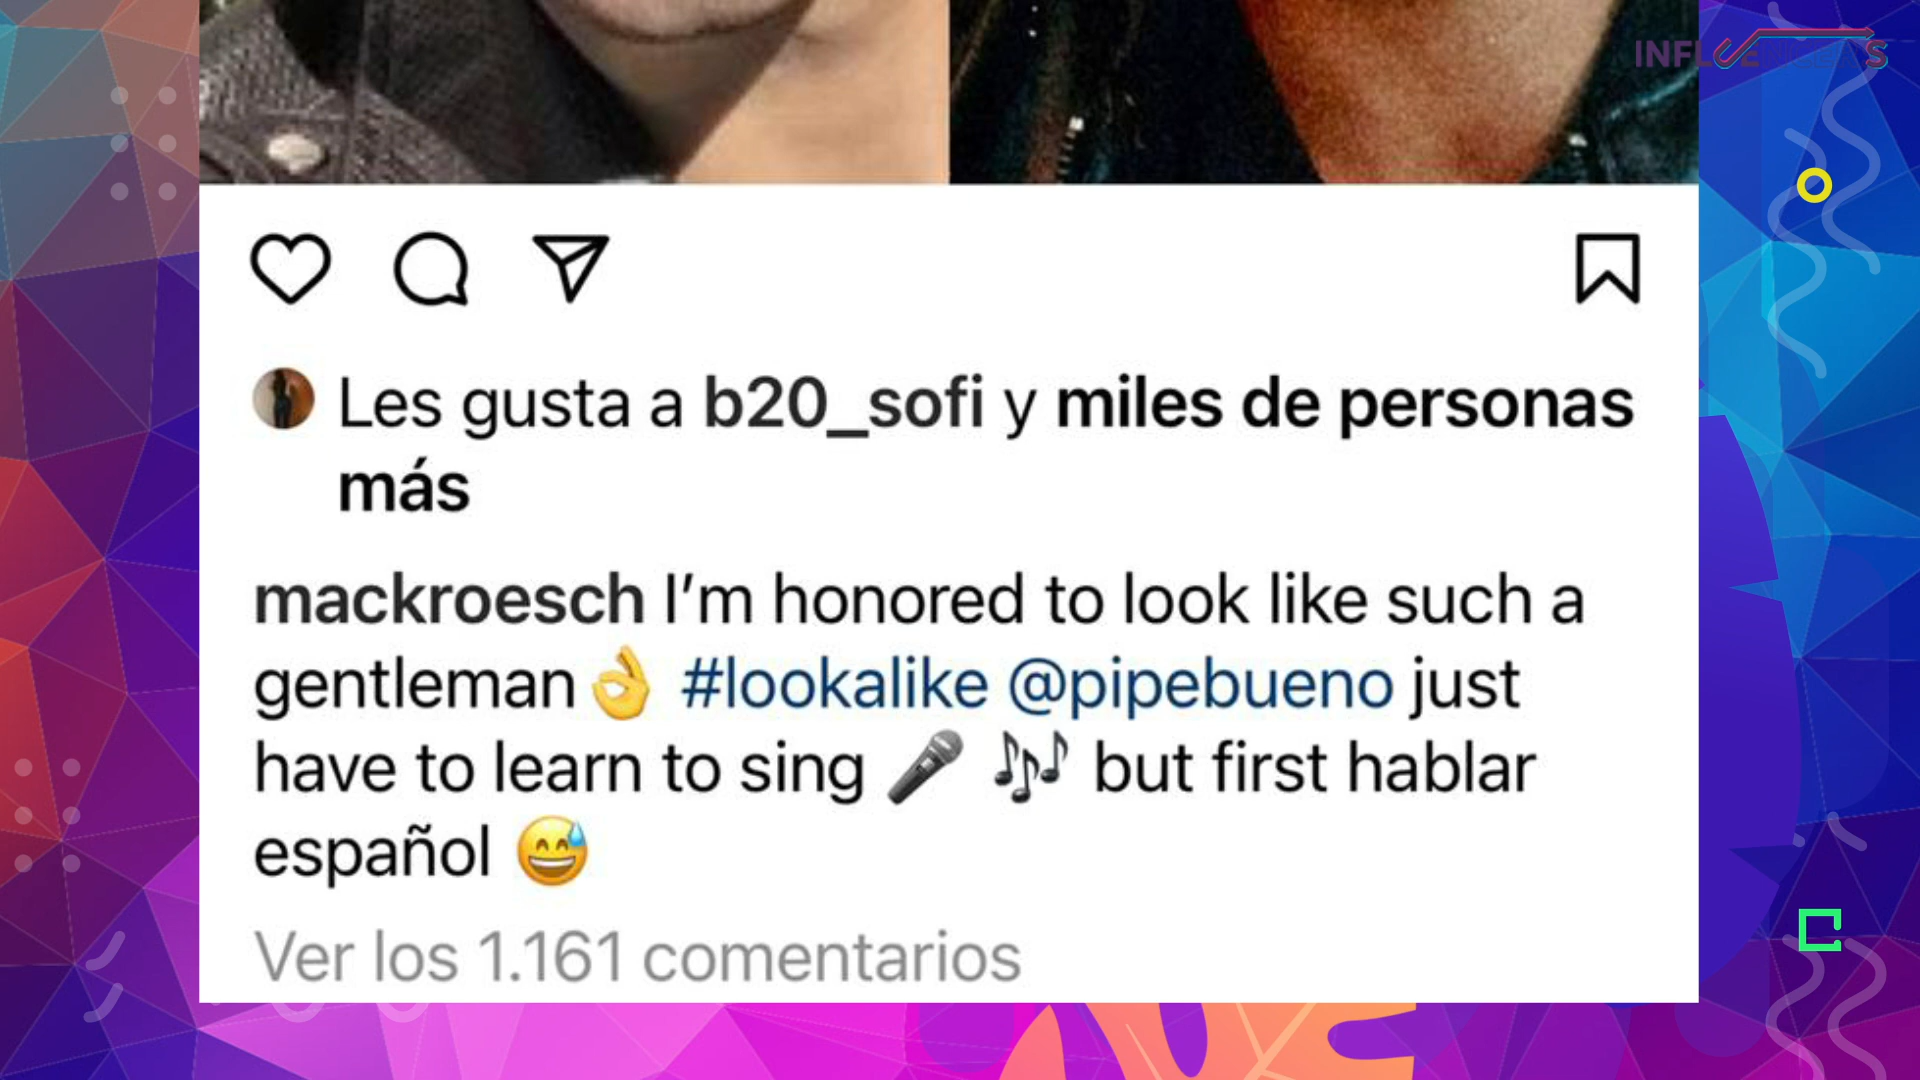 INFLUENCERS
Les gusta a b20_sofi y miles de personas
más
mackroesch I’m honored to look like such a
gentleman👌 #lookalike @pipebueno just
have to learn to sing 🎤 🎶 but first hablar
español 😅
Ver los 1.161 comentarios